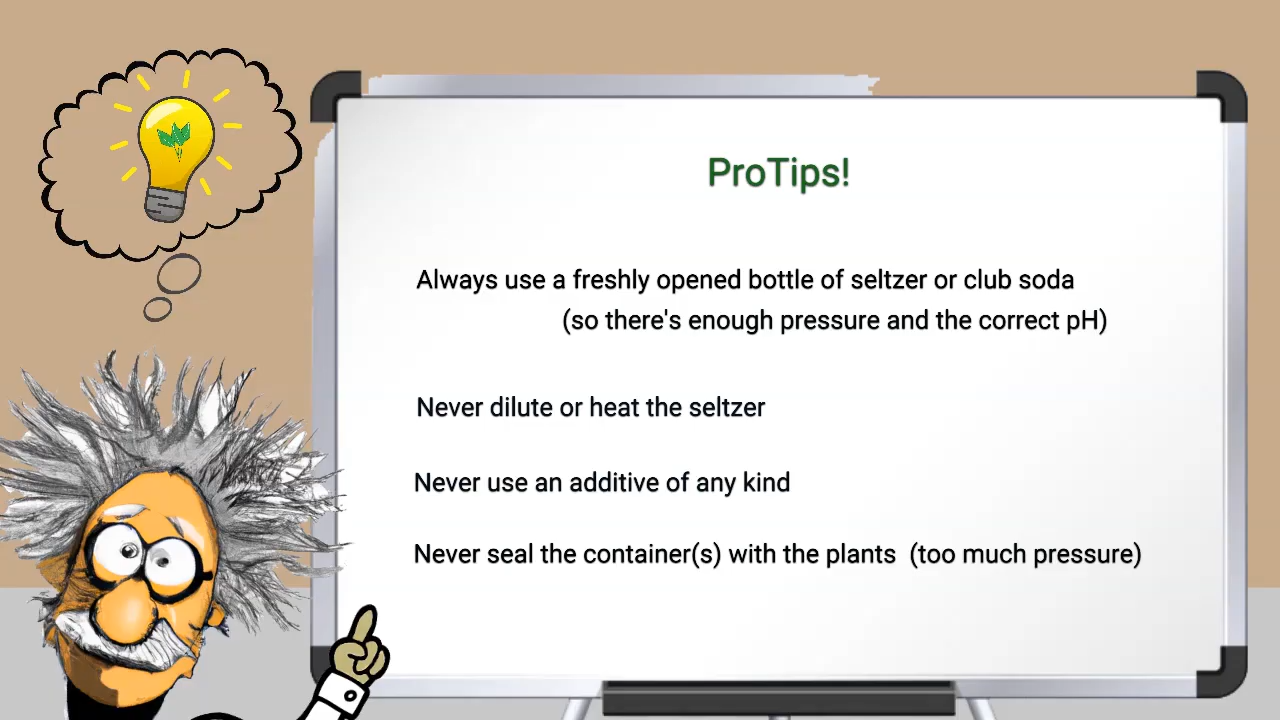 ProTips!
Always use a freshly opened bottle of seltzer or club soda
(so there's enough pressure and the correct pH)
Never dilute or heat the seltzer
Never use an additive of any kind
Never seal the container(s) with the plants (too much pressure)